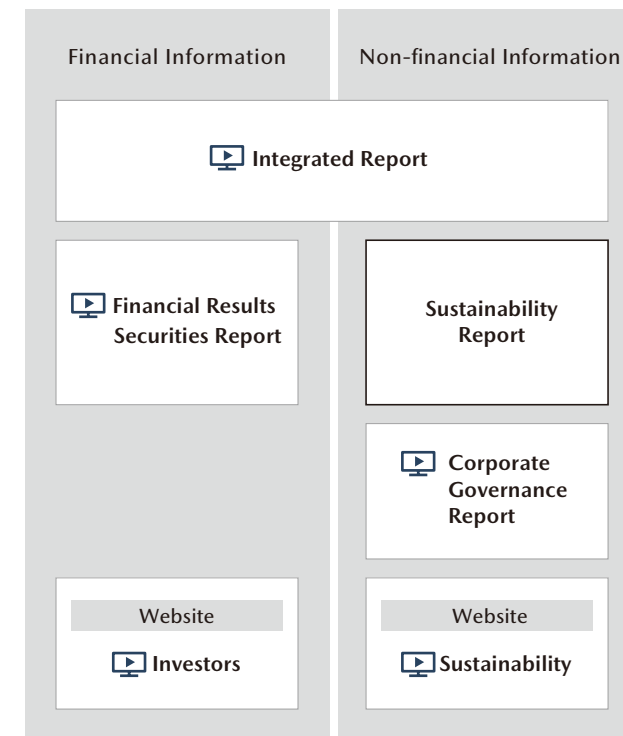 Financial Information
Non-financial Information
Integrated Report
Financial Results
Securities Report
Sustainability
Report
Corporate
Governance
Report
Website
Investors
Website
Sustainability